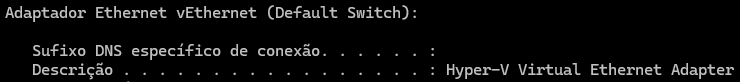 Adaptador Ethernet vEthernet (Default Switch):
Sufixo DNS específico de conexão. . . . . . :
Descrição . . . . . . . . . . . . . . . . . : Hyper-V Virtual Ethernet Adapter